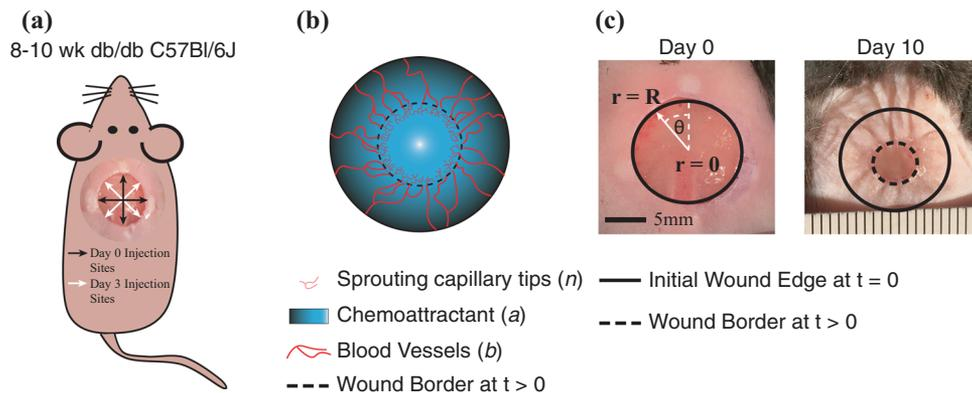 (a)
8-10 wk db/db C57Bl/6J
Day 0 Injection
Sites
Day 3 Injection
Sites
(b)
Sprouting capillary tips (n)
Chemoattractant (a)
Blood Vessels (b)
Wound Border at t > 0
(c)
Day 0
Day 10
r = R
θ
r = 0
5mm
Initial Wound Edge at t = 0
Wound Border at t > 0